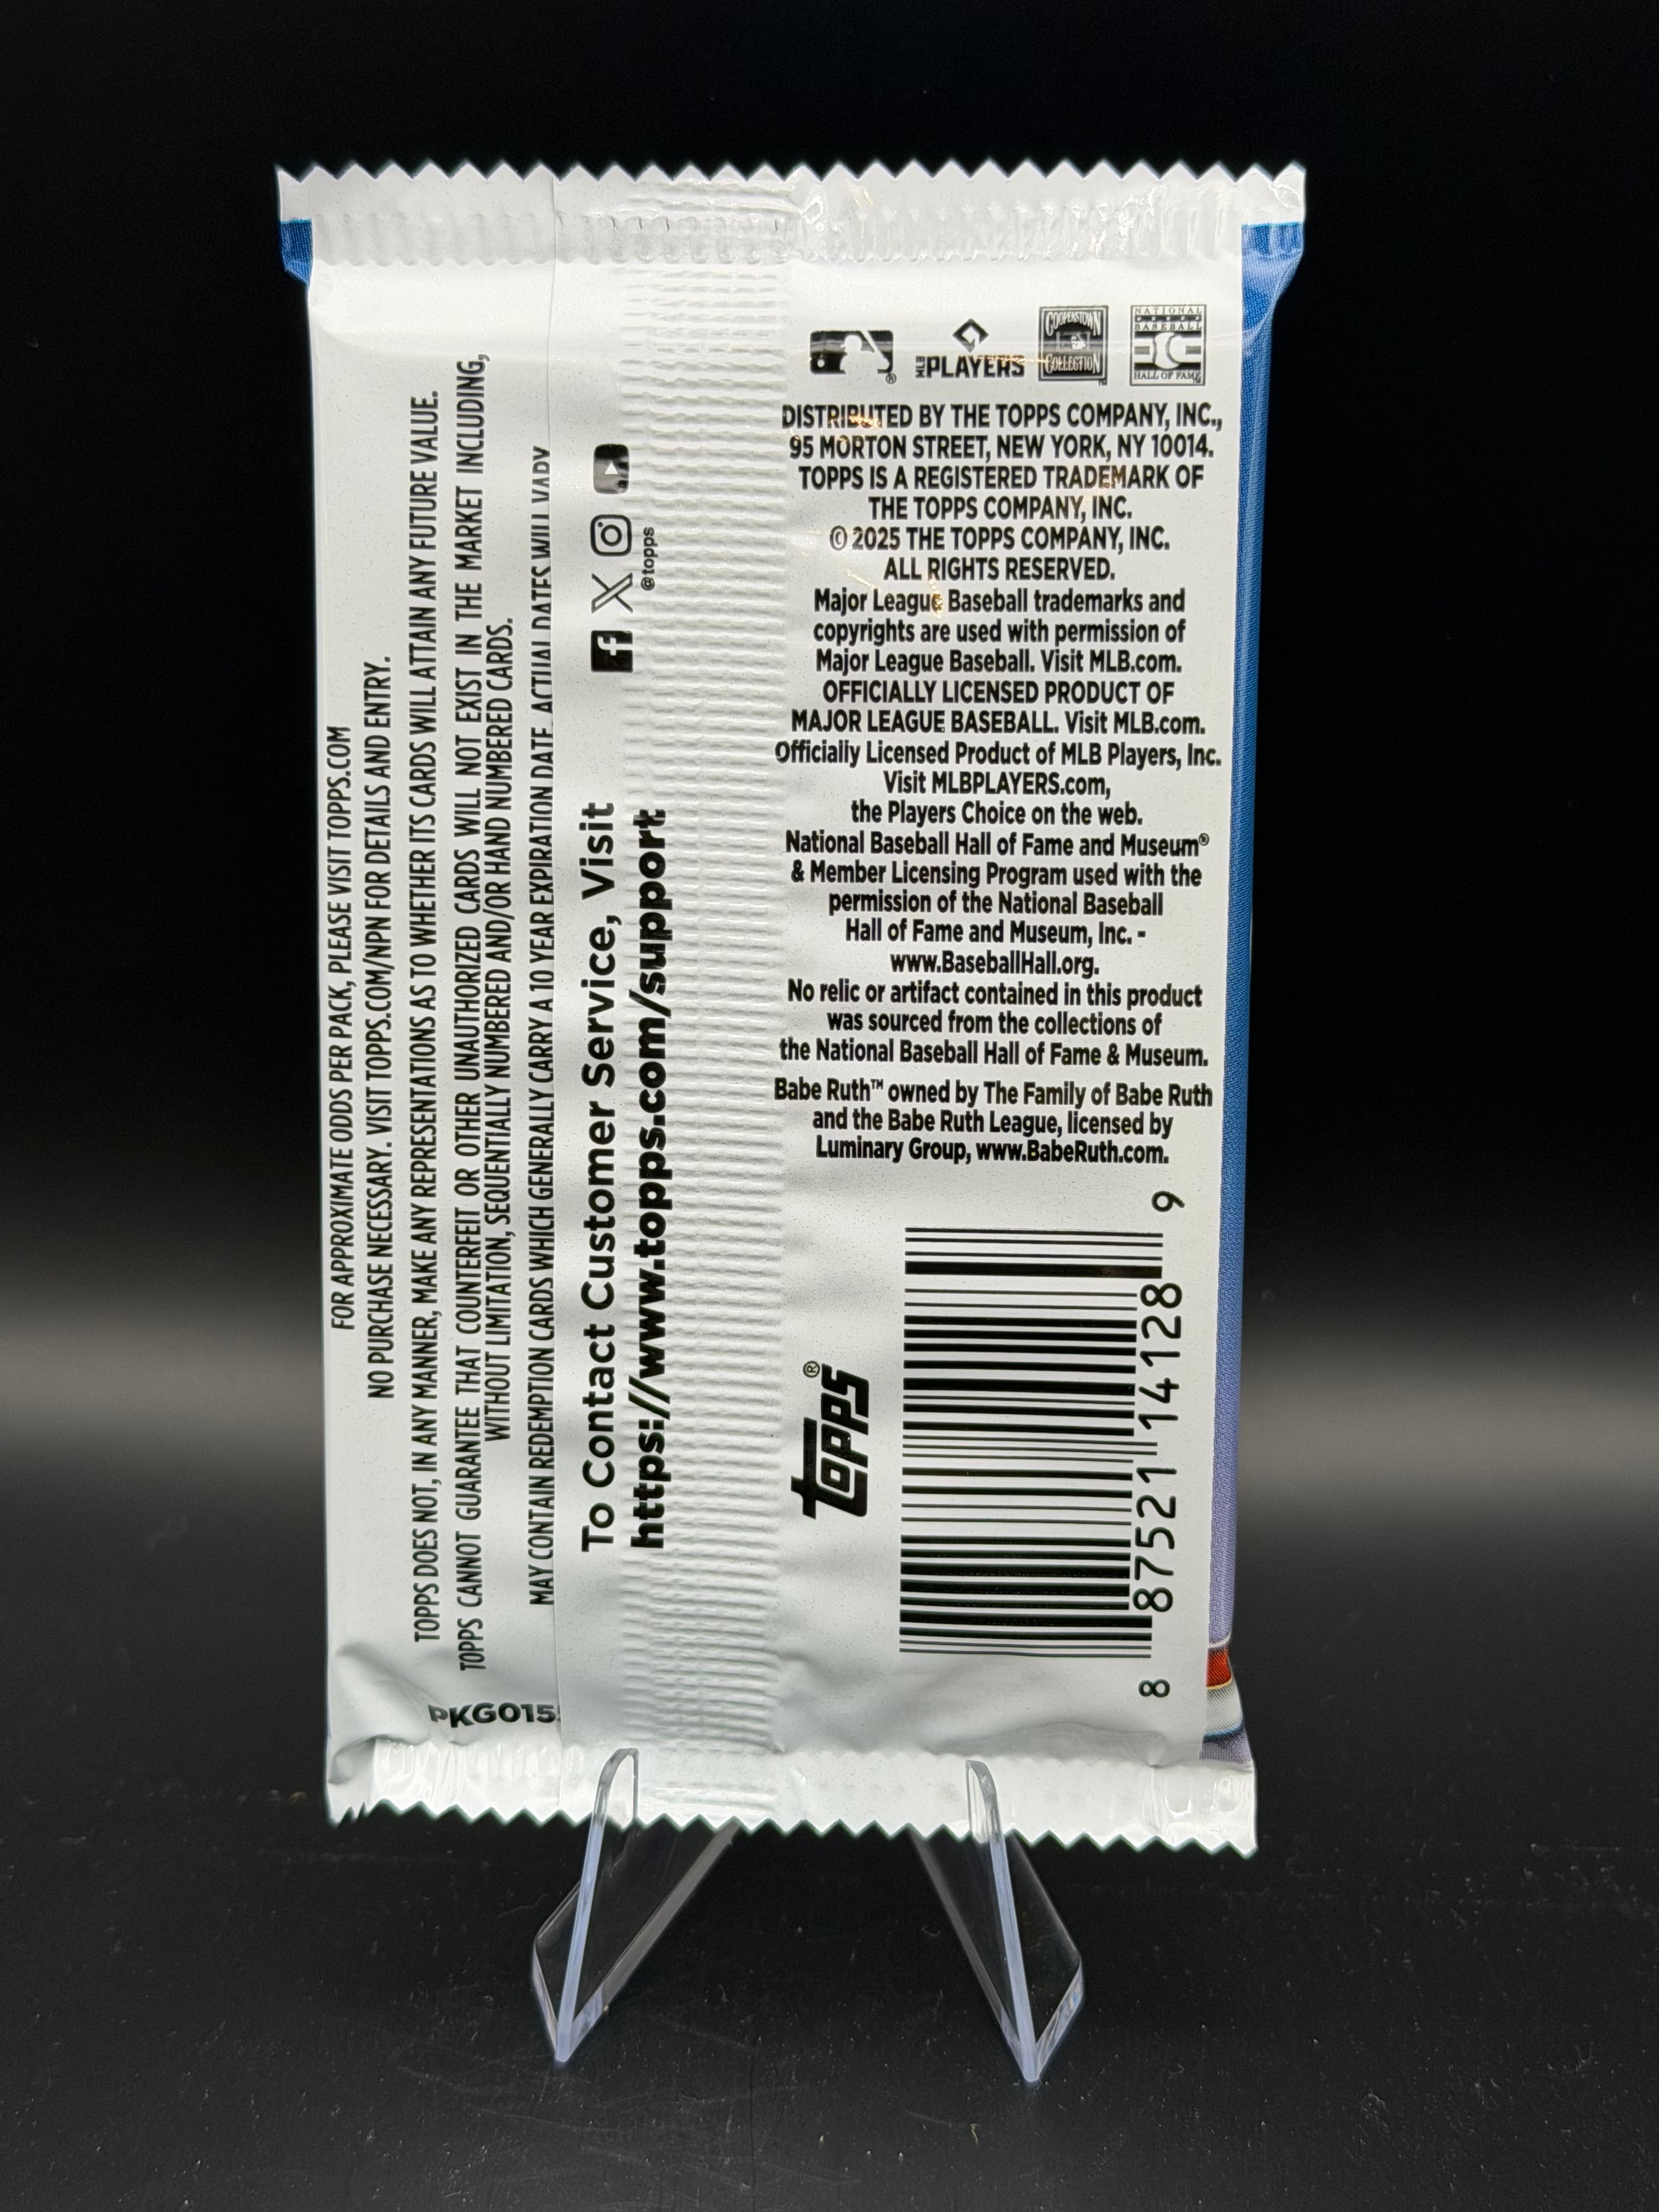 FOR APPROXIMATE ODDS PER PACK, PLEASE VISIT TOPPS.COM
NO PURCHASE NECESSARY. VISIT TOPPS.COM/NPN FOR DETAILS AND ENTRY.
TOPPS DOES NOT, IN ANY MANNER, MAKE ANY REPRESENTATIONS AS TO WHETHER ITS CARDS WILL ATTAIN ANY FUTURE VALUE.
TOPPS CANNOT GUARANTEE THAT COUNTERFEIT OR OTHER UNAUTHORIZED CARDS WILL NOT EXIST IN THE MARKET INCLUDING,
WITHOUT LIMITATION, SEQUENTIALLY NUMBERED AND/OR HAND NUMBERED CARDS.
MAY CONTAIN REDEMPTION CARDS WHICH GENERALLY CARRY A 10 YEAR EXPIRATION DATE. ACTUAL DATES WILL VARY
PKG015
To Contact Customer Service, Visit
https://www.topps.com/support
@topps
MLB PLAYERS
COOPERSTOWN
COLLECTION
NATIONAL
BASEBALL
HALL OF FAME
DISTRIBUTED BY THE TOPPS COMPANY, INC.,
95 MORTON STREET, NEW YORK, NY 10014.
TOPPS IS A REGISTERED TRADEMARK OF
THE TOPPS COMPANY, INC.
© 2025 THE TOPPS COMPANY, INC.
ALL RIGHTS RESERVED.
Major League Baseball trademarks and
copyrights are used with permission of
Major League Baseball. Visit MLB.com.
OFFICIALLY LICENSED PRODUCT OF
MAJOR LEAGUE BASEBALL. Visit MLB.com.
Officially Licensed Product of MLB Players, Inc.
Visit MLBPLAYERS.com,
the Players Choice on the web.
National Baseball Hall of Fame and Museum®
& Member Licensing Program used with the
permission of the National Baseball
Hall of Fame and Museum, Inc. -
www.BaseballHall.org.
No relic or artifact contained in this product
was sourced from the collections of
the National Baseball Hall of Fame & Museum.
Babe Ruth™ owned by The Family of Babe Ruth
and the Babe Ruth League, licensed by
Luminary Group, www.BabeRuth.com.
topps®
8 87521 14128 9